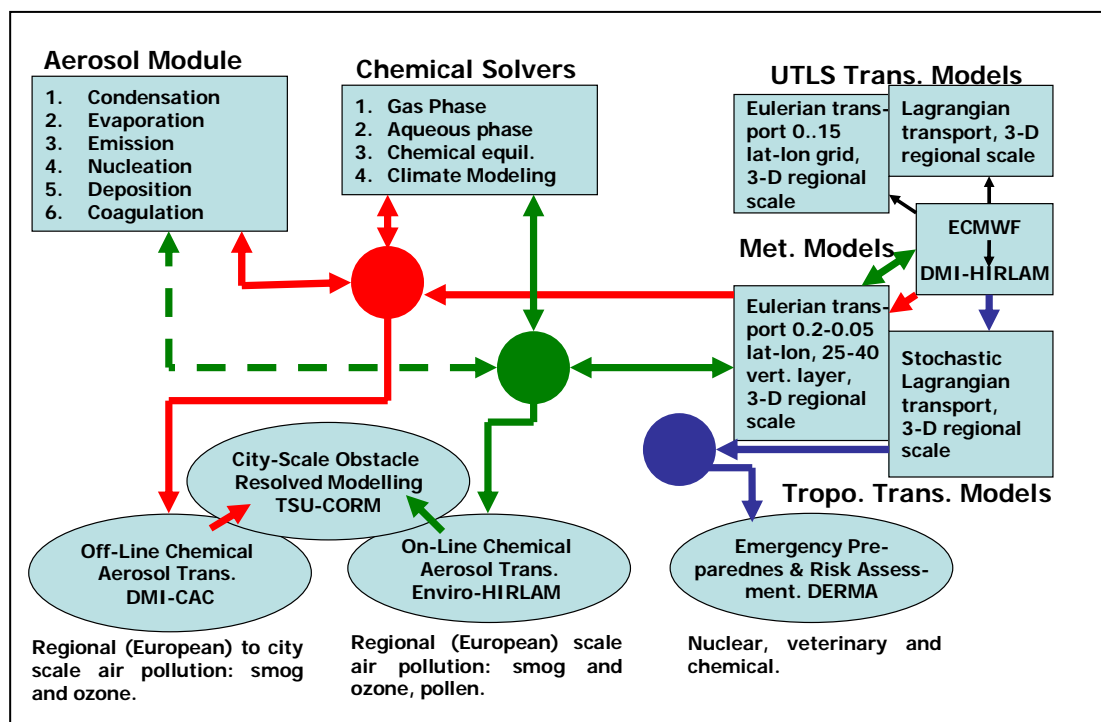 Aerosol Module
1. Condensation
2. Evaporation
3. Emission
4. Nucleation
5. Deposition
6. Coagulation
Chemical Solvers
1. Gas Phase
2. Aqueous phase
3. Chemical equil.
4. Climate Modeling
UTLS Trans. Models
Eulerian trans-
port 0..15
lat-lon grid,
3-D regional
scale
Lagrangian
transport, 3-D
regional scale
ECMWF
DMI-HIRLAM
Met. Models
Eulerian trans-
port 0.2-0.05
lat-lon, 25-40
vert. layer,
3-D regional
scale
Stochastic
Lagrangian
transport,
3-D regional
scale
Tropo. Trans. Models
City-Scale Obstacle
Resolved Modelling
TSU-CORM
Off-Line Chemical
Aerosol Trans.
DMI-CAC
On-Line Chemical
Aerosol Trans.
Enviro-HIRLAM
Emergency Pre-
parednes & Risk Assess-
ment. DERMA
Regional (European) to city
scale air pollution: smog
and ozone.
Regional (European) scale
air pollution: smog and
ozone, pollen.
Nuclear, veterinary and
chemical.